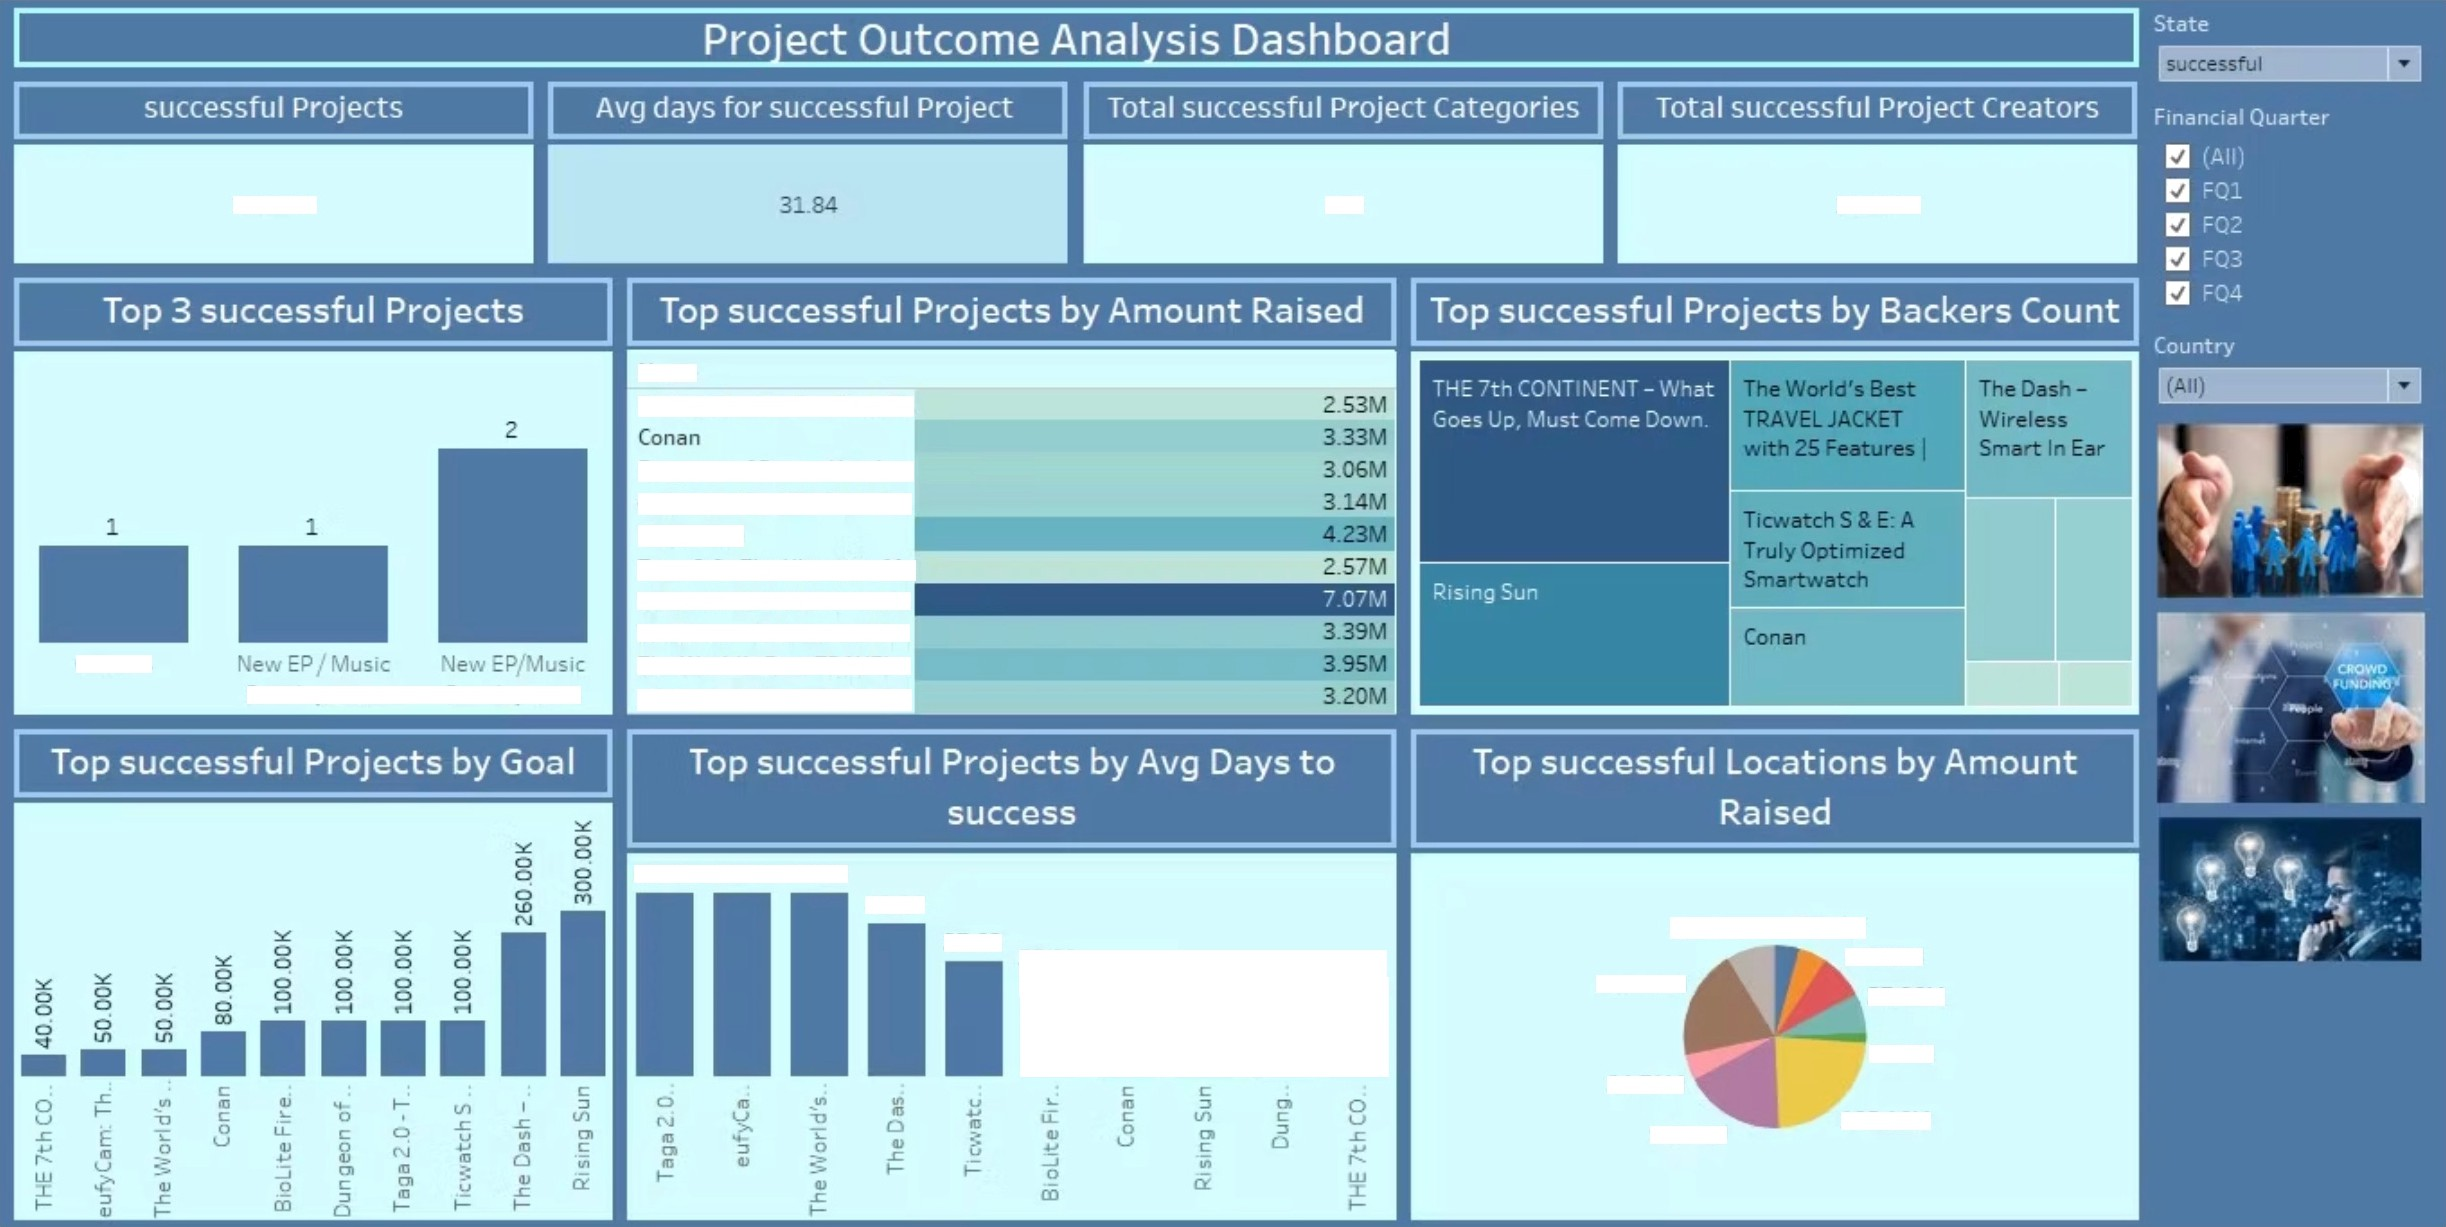 Project Outcome Analysis Dashboard
State
successful
successful Projects
Avg days for successful Project
Total successful Project Categories
Total successful Project Creators
31.84
Financial Quarter
(All)
FQ1
FQ2
FQ3
FQ4
Country
(All)
Top 3 successful Projects
1
1
2
New EP / Music
New EP/Music
Top successful Projects by Amount Raised
2.53M
Conan
3.33M
3.06M
3.14M
4.23M
2.57M
7.07M
3.39M
3.95M
3.20M
Top successful Projects by Backers Count
THE 7th CONTINENT – What
Goes Up, Must Come Down.
Rising Sun
The World's Best
TRAVEL JACKET
with 25 Features |
Ticwatch S & E: A
Truly Optimized
Smartwatch
Conan
The Dash –
Wireless
Smart In Ear
CROWD
FUNDING
People
Top successful Projects by Goal
40.00K
50.00K
50.00K
80.00K
100.00K
100.00K
100.00K
100.00K
260.00K
300.00K
THE 7th CO..
eufyCam: Th..
The World's ..
Conan
BioLite Fire..
Dungeon of ..
Taga 2.0 - T..
Ticwatch S ..
The Dash – ..
Rising Sun
Top successful Projects by Avg Days to
success
Taga 2.0..
eufyCa..
The World's..
The Das..
Ticwatc..
BioLite Fir..
Conan
Rising Sun
Dung..
THE 7th CO..
Top successful Locations by Amount
Raised